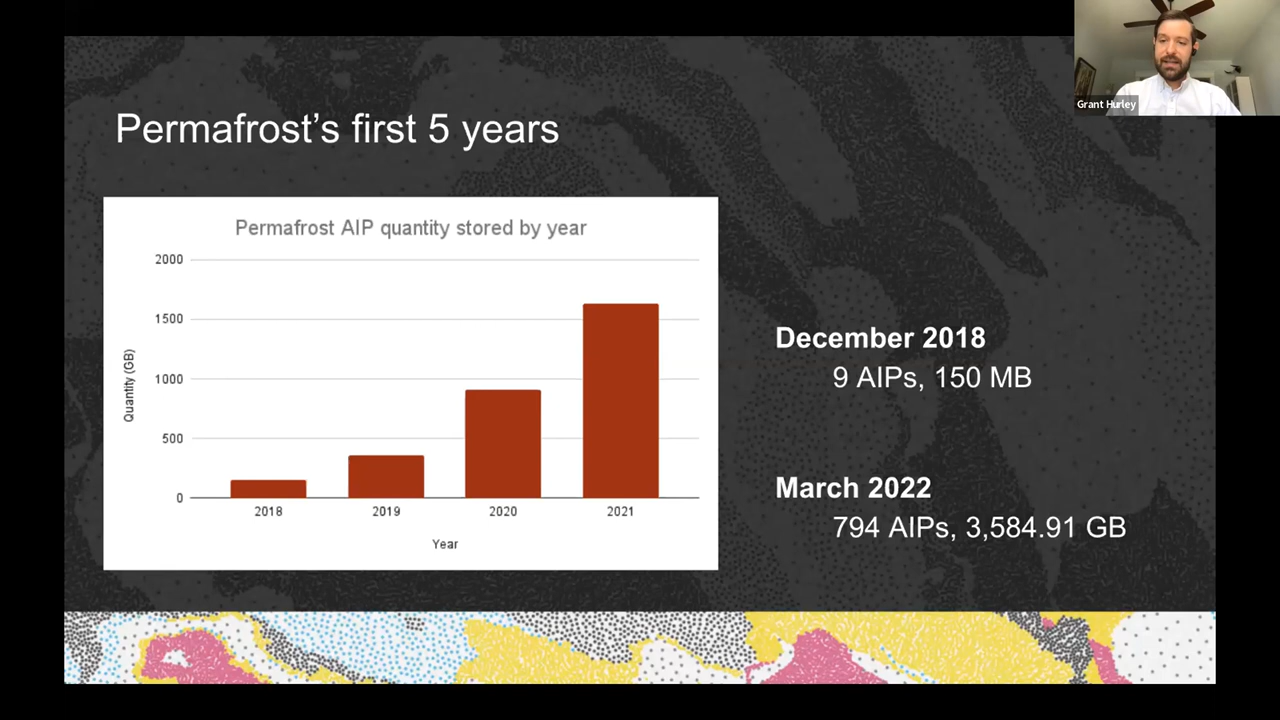 Grant Hurley
Permafrost's first 5 years
Permafrost AIP quantity stored by year
2000
1500
1000
500
0
Quantity (GB)
2018 2019 2020 2021
Year
December 2018
9 AIPs, 150 MB
March 2022
794 AIPs, 3,584.91 GB